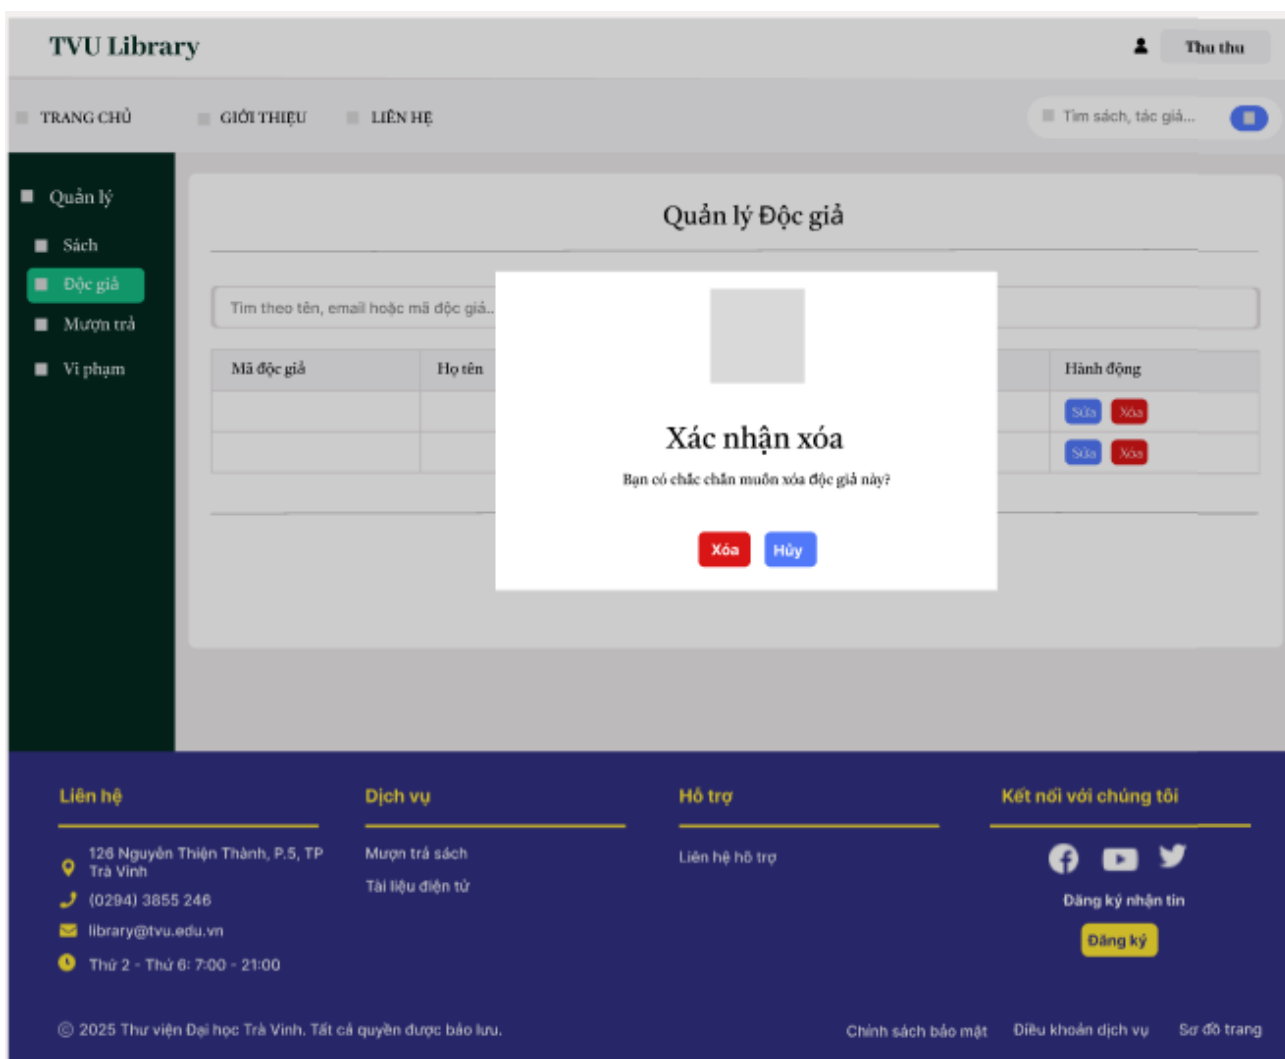 TVU Library
Thu thu
TRANG CHỦ
GIỚI THIỆU
LIÊN HỆ
Tìm sách, tác giả...
Quản lý
Sách
Độc giả
Mượn trả
Vi phạm
Quản lý Độc giả
Tìm theo tên, email hoặc mã độc giả..
Mã độc giả
Họ tên
Hành động
Sửa
Xóa
Sửa
Xóa
Xác nhận xóa
Bạn có chắc chắn muốn xóa độc giả này?
Xóa
Hủy
Liên hệ
126 Nguyễn Thiện Thành, P.5, TP
Trà Vinh
(0294) 3855 246
library@tvu.edu.vn
Thứ 2 - Thứ 6: 7:00 - 21:00
Dịch vụ
Mượn trả sách
Tài liệu điện tử
Hỗ trợ
Liên hệ hỗ trợ
Kết nối với chúng tôi
Đăng ký nhận tin
Đăng ký
© 2025 Thư viện Đại học Trà Vinh. Tất cả quyền được bảo lưu.
Chính sách bảo mật
Điều khoản dịch vụ
Sơ đồ trang